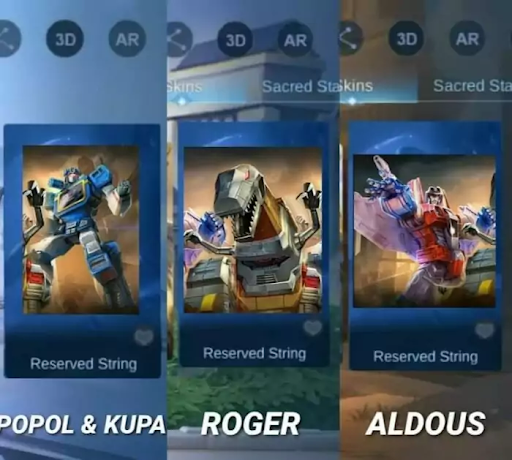 3D AR
3D AR
3D AR
Skins Sacred Sta
Skins Sacred Sta
Reserved String
Reserved String
Reserved String
POPOL & KUPA
ROGER
ALDOUS